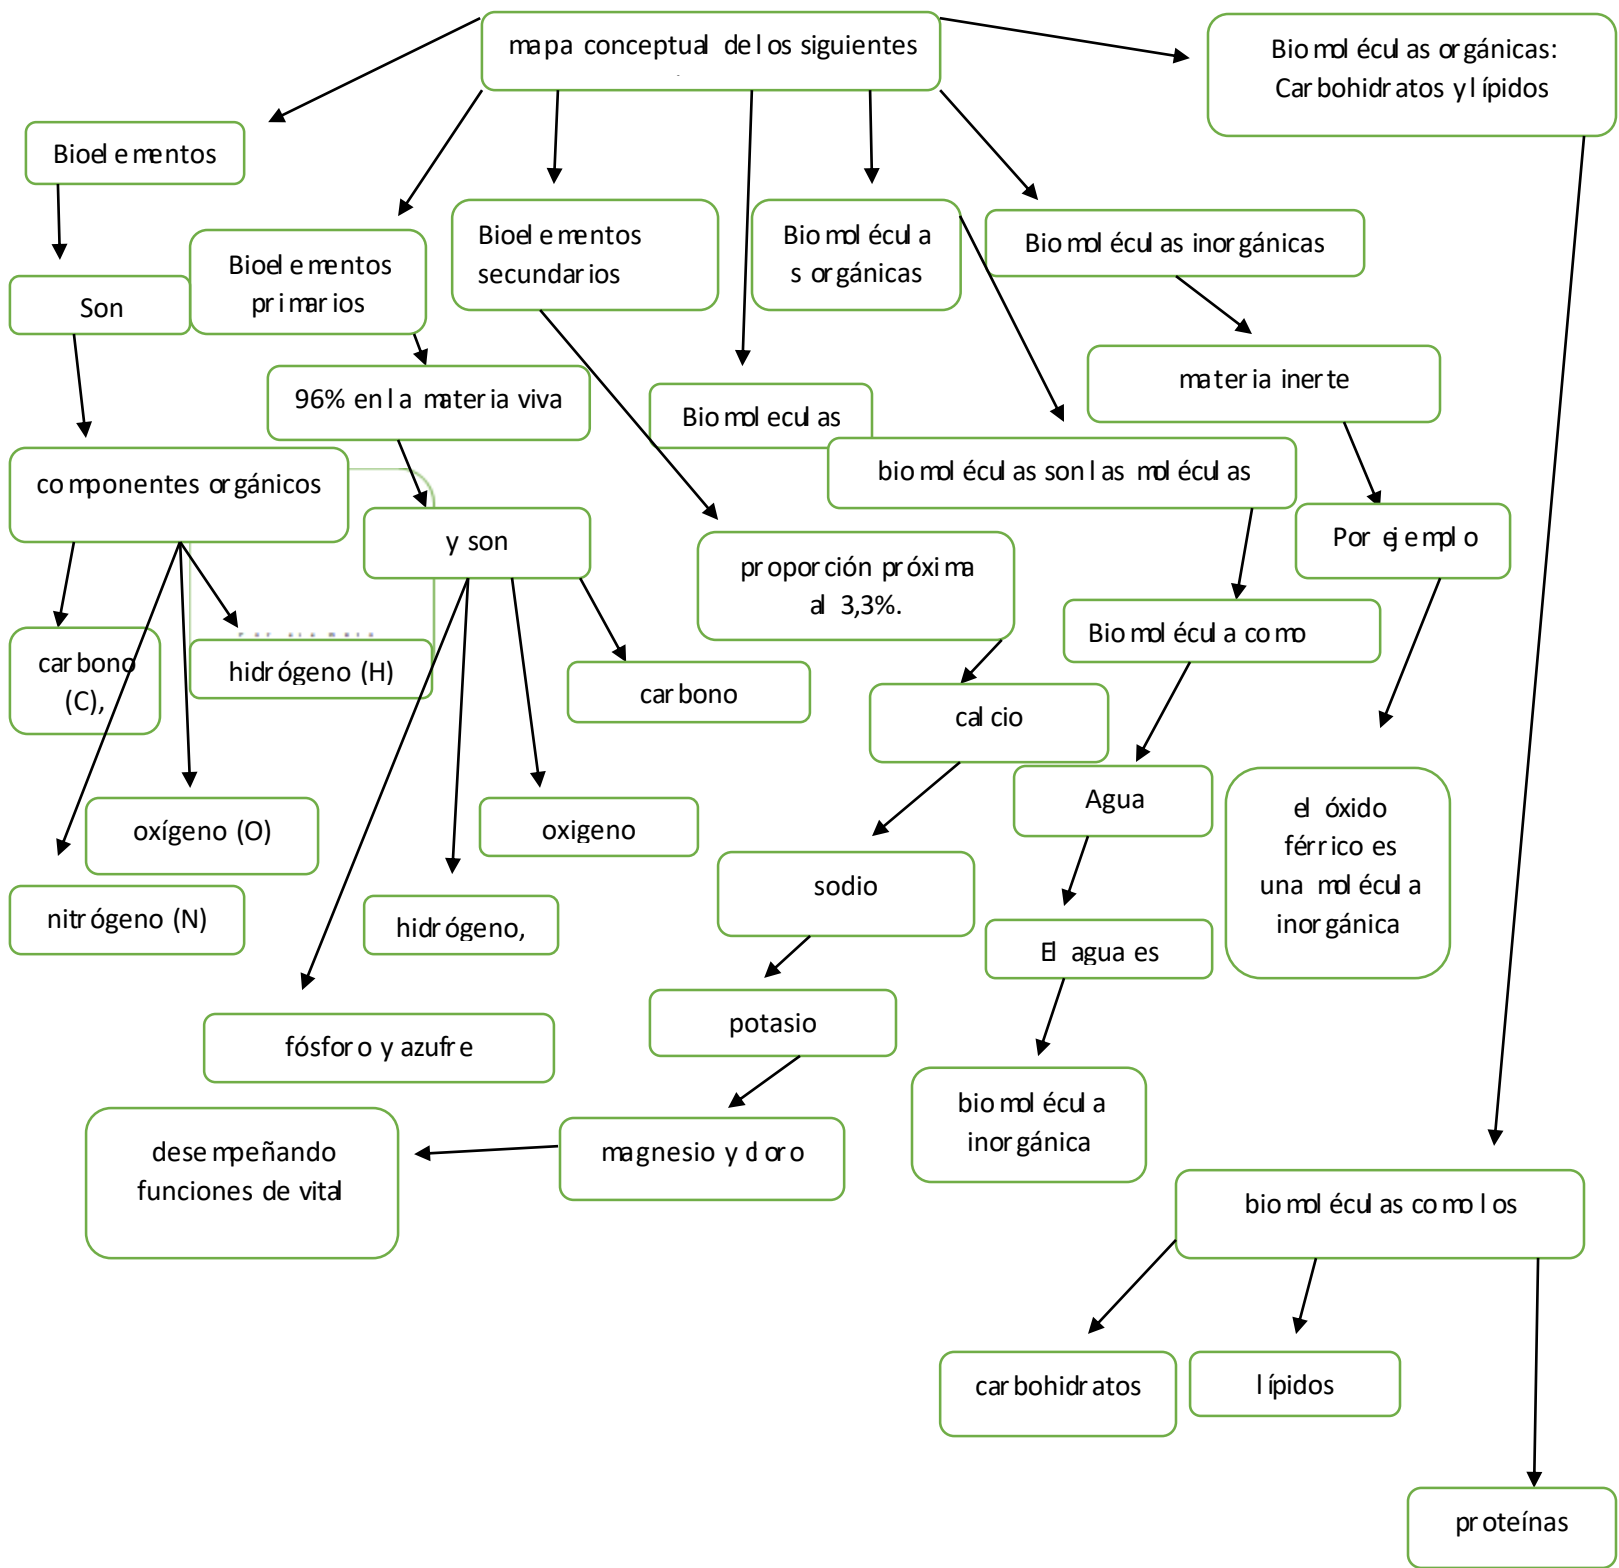 mapa conceptual de los siguientes
Biomoléculas orgánicas:
Carbohidratos y lípidos
Bioelementos
Bioelementos
primarios
Bioelementos
secundarios
Biomolécula
s orgánicas
Biomoléculas inorgánicas
Son
96% en la materia viva
Biomoleculas
materia inerte
componentes orgánicos
biomoléculas son las moléculas
y son
Por ejemplo
proporción próxima
al 3,3%.
Biomolécula como
carbono
(C),
hidrógeno (H)
carbono
calcio
Agua
oxígeno (O)
oxigeno
el óxido
férrico es
una molécula
inorgánica
sodio
nitrógeno (N)
hidrógeno,
El agua es
potasio
fósforo y azufre
biomolécula
inorgánica
desempeñando
funciones de vital
magnesio y cloro
biomoléculas como los
carbohidratos
lípidos
proteínas